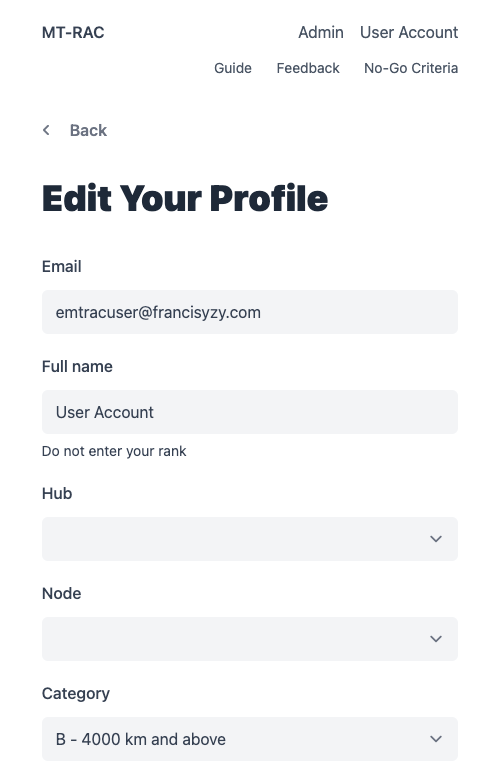 MT-RAC
Admin User Account
Guide Feedback No-Go Criteria
Back
Edit Your Profile
Email
emtracuser@francisyzy.com
Full name
User Account
Do not enter your rank
Hub
Node
Category
B - 4000 km and above